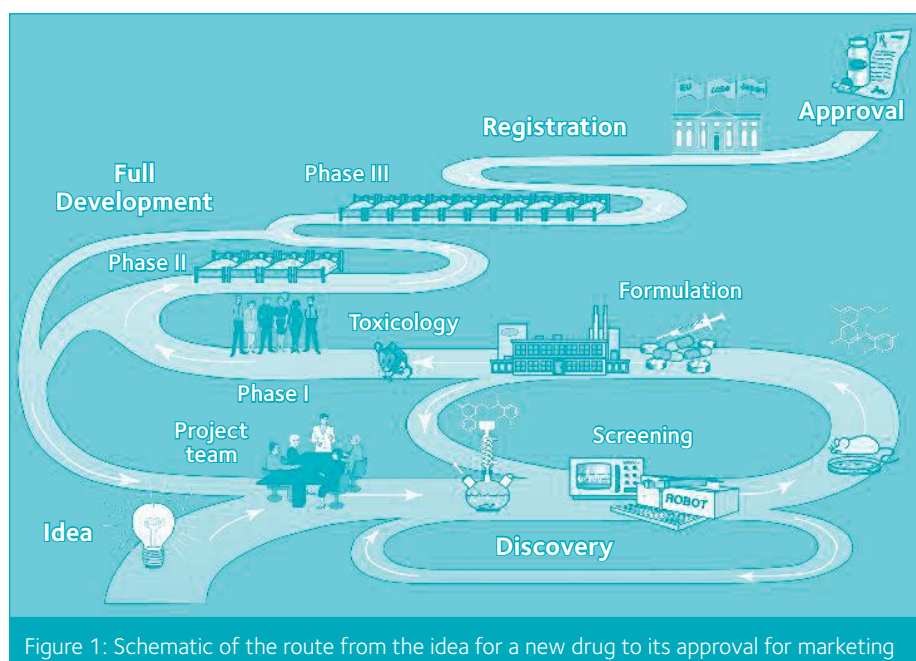 Approval
EU USA Japan
Registration
Phase III
Full
Development
Phase II
Formulation
Toxicology
Phase I
Project
team
Screening
ROBOT
Idea
Discovery
Figure 1: Schematic of the route from the idea for a new drug to its approval for marketing